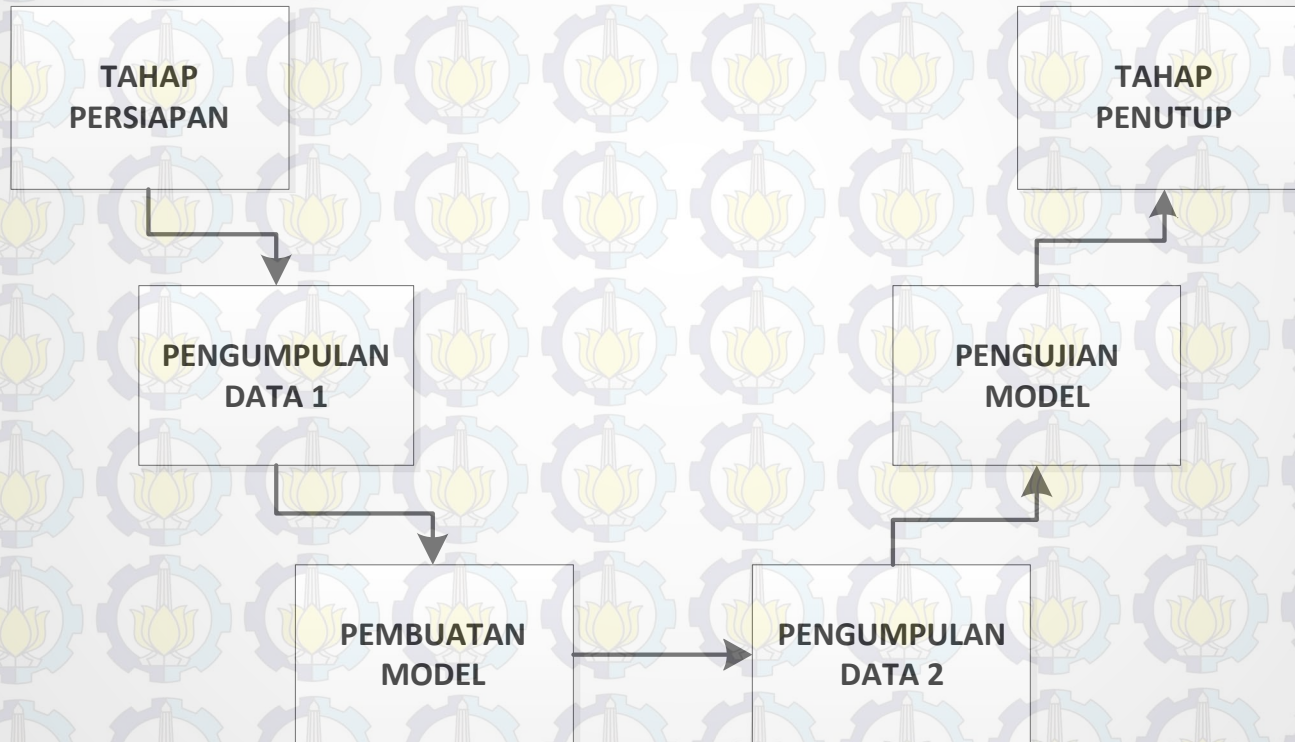 TAHAP
PERSIAPAN
PENGUMPULAN
DATA 1
PEMBUATAN
MODEL
PENGUMPULAN
DATA 2
PENGUJIAN
MODEL
TAHAP
PENUTUP